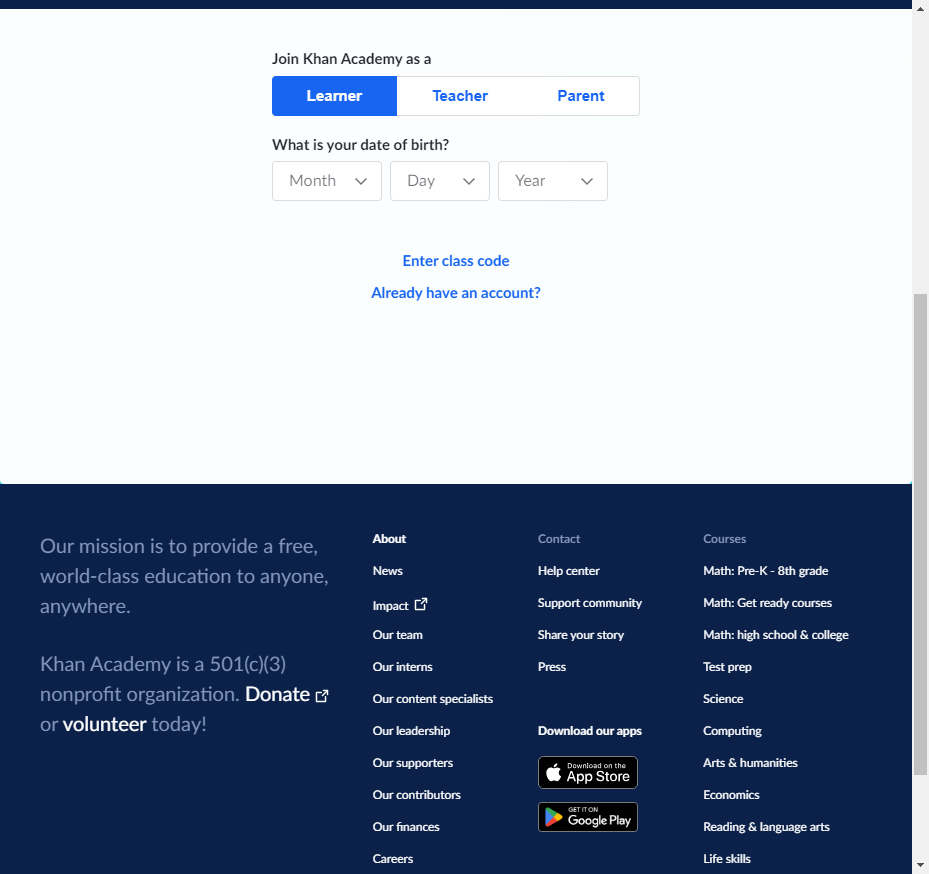 Join Khan Academy as a
Learner
Teacher
Parent
What is your date of birth?
Month
Day
Year
Enter class code
Already have an account?
Our mission is to provide a free,
world-class education to anyone,
anywhere.
Khan Academy is a 501(c)(3)
nonprofit organization. Donate
or volunteer today!
About
News
Impact
Our team
Our interns
Our content specialists
Our leadership
Our supporters
Our contributors
Our finances
Careers
Contact
Help center
Support community
Share your story
Press
Download our apps
Download on the
App Store
GET IT ON
Google Play
Courses
Math: Pre-K - 8th grade
Math: Get ready courses
Math: high school & college
Test prep
Science
Computing
Arts & humanities
Economics
Reading & language arts
Life skills